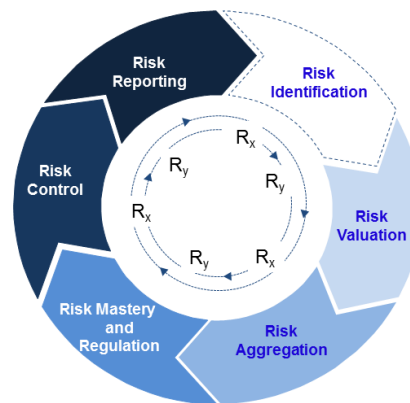 Risk
Reporting
Risk
Identification
Risk
Control
Risk
Valuation
Risk Mastery
and
Regulation
Risk
Aggregation
Rx
Ry
Ry
Rx
Rx
Ry